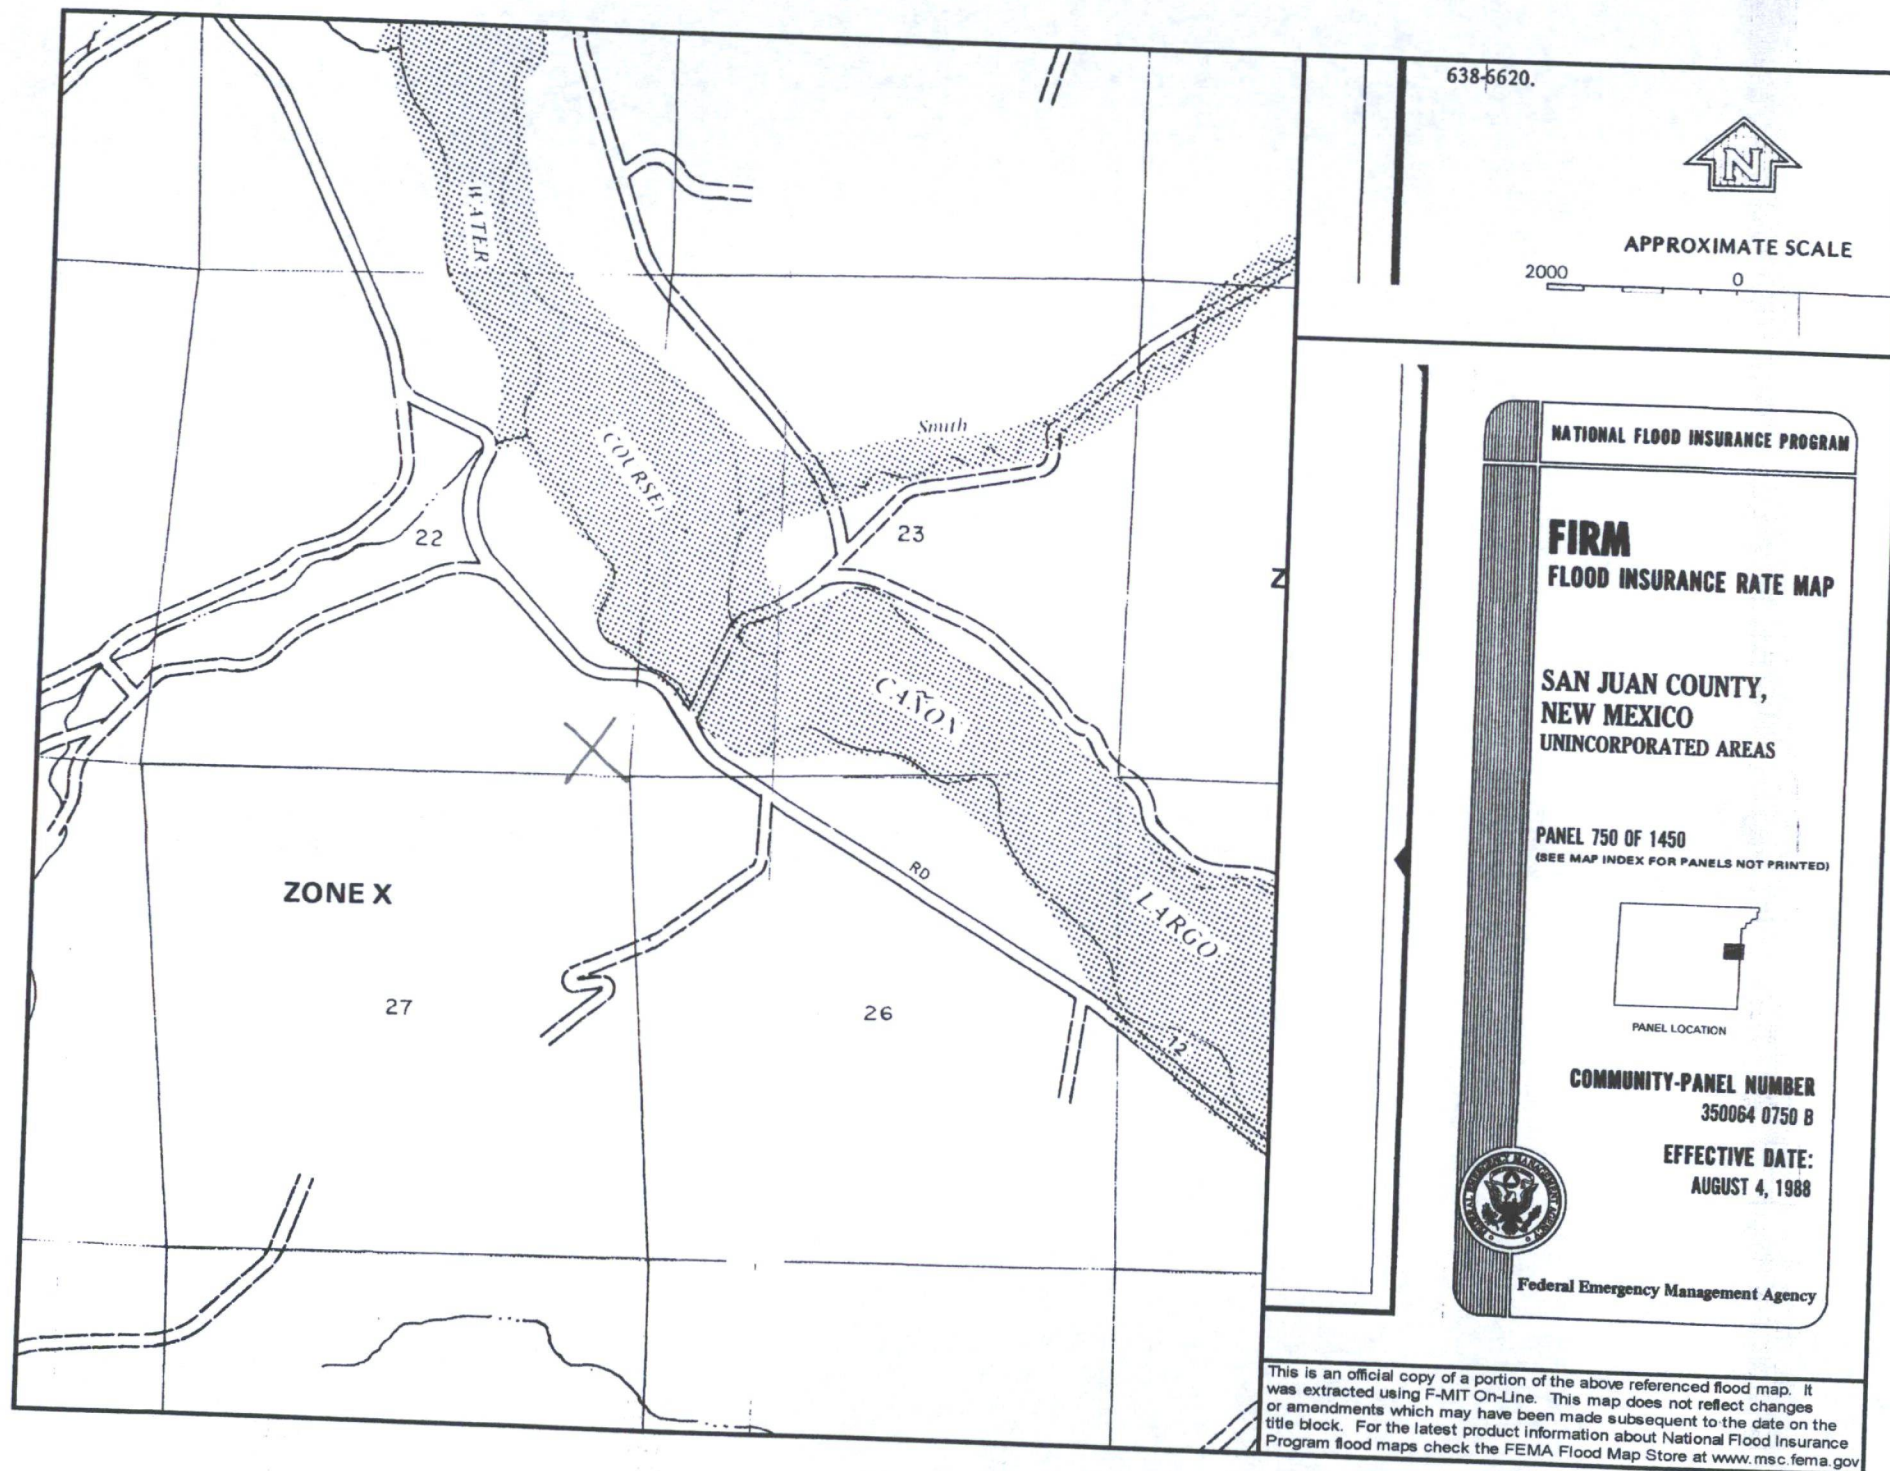 638-6620.
N
APPROXIMATE SCALE
2000 0
WATER
COURSE
Smith
22
23
Z
CAÑON
ZONE X
RD
LARGO
27
26
12
NATIONAL FLOOD INSURANCE PROGRAM
FIRM
FLOOD INSURANCE RATE MAP
SAN JUAN COUNTY,
NEW MEXICO
UNINCORPORATED AREAS
PANEL 750 OF 1450
(SEE MAP INDEX FOR PANELS NOT PRINTED)
PANEL LOCATION
COMMUNITY-PANEL NUMBER
350064 0750 B
EFFECTIVE DATE:
AUGUST 4, 1988
FEDERAL EMERGENCY MANAGEMENT AGENCY
Federal Emergency Management Agency
This is an official copy of a portion of the above referenced flood map. It
was extracted using F-MIT On-Line. This map does not reflect changes
or amendments which may have been made subsequent to the date on the
title block. For the latest product information about National Flood Insurance
Program flood maps check the FEMA Flood Map Store at www.msc.fema.gov